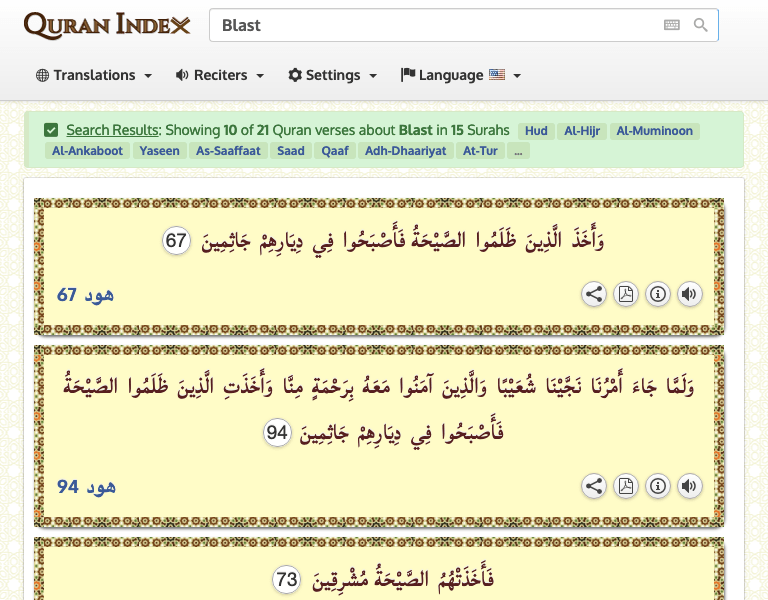 QURAN INDEX
Blast
Translations
Reciters
Settings
Language
Search Results: Showing 10 of 21 Quran verses about Blast in 15 Surahs Hud Al-Hijr Al-Muminoon
Al-Ankaboot Yaseen As-Saaffaat Saad Qaaf Adh-Dhaariyat At-Tur ...
وَأَخَذَ الَّذِينَ ظَلَمُوا الصَّيْحَةُ فَأَصْبَحُوا فِي دِيَارِهِمْ جَاثِمِينَ 67
هود 67
وَلَمَّا جَاءَ أَمْرُنَا نَجَّيْنَا شُعَيْبًا وَالَّذِينَ آمَنُوا مَعَهُ بِرَحْمَةٍ مِنَّا وَأَخَذَتِ الَّذِينَ ظَلَمُوا الصَّيْحَةُ
فَأَصْبَحُوا فِي دِيَارِهِمْ جَاثِمِينَ 94
هود 94
فَأَخَذَتْهُمُ الصَّيْحَةُ مُشْرِقِينَ 73